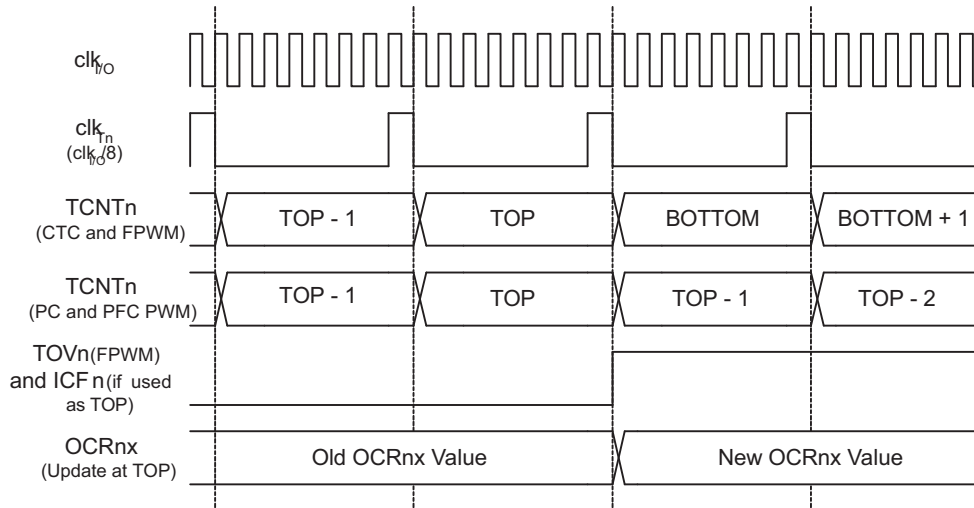 clkI/O
clkTn
(clkI/O/8)
TCNTn
(CTC and FPWM)
TOP - 1
TOP
BOTTOM
BOTTOM + 1
TCNTn
(PC and PFC PWM)
TOP - 1
TOP
TOP - 1
TOP - 2
TOVn(FPWM)
and ICFn(if used
as TOP)
OCRnx
(Update at TOP)
Old OCRnx Value
New OCRnx Value